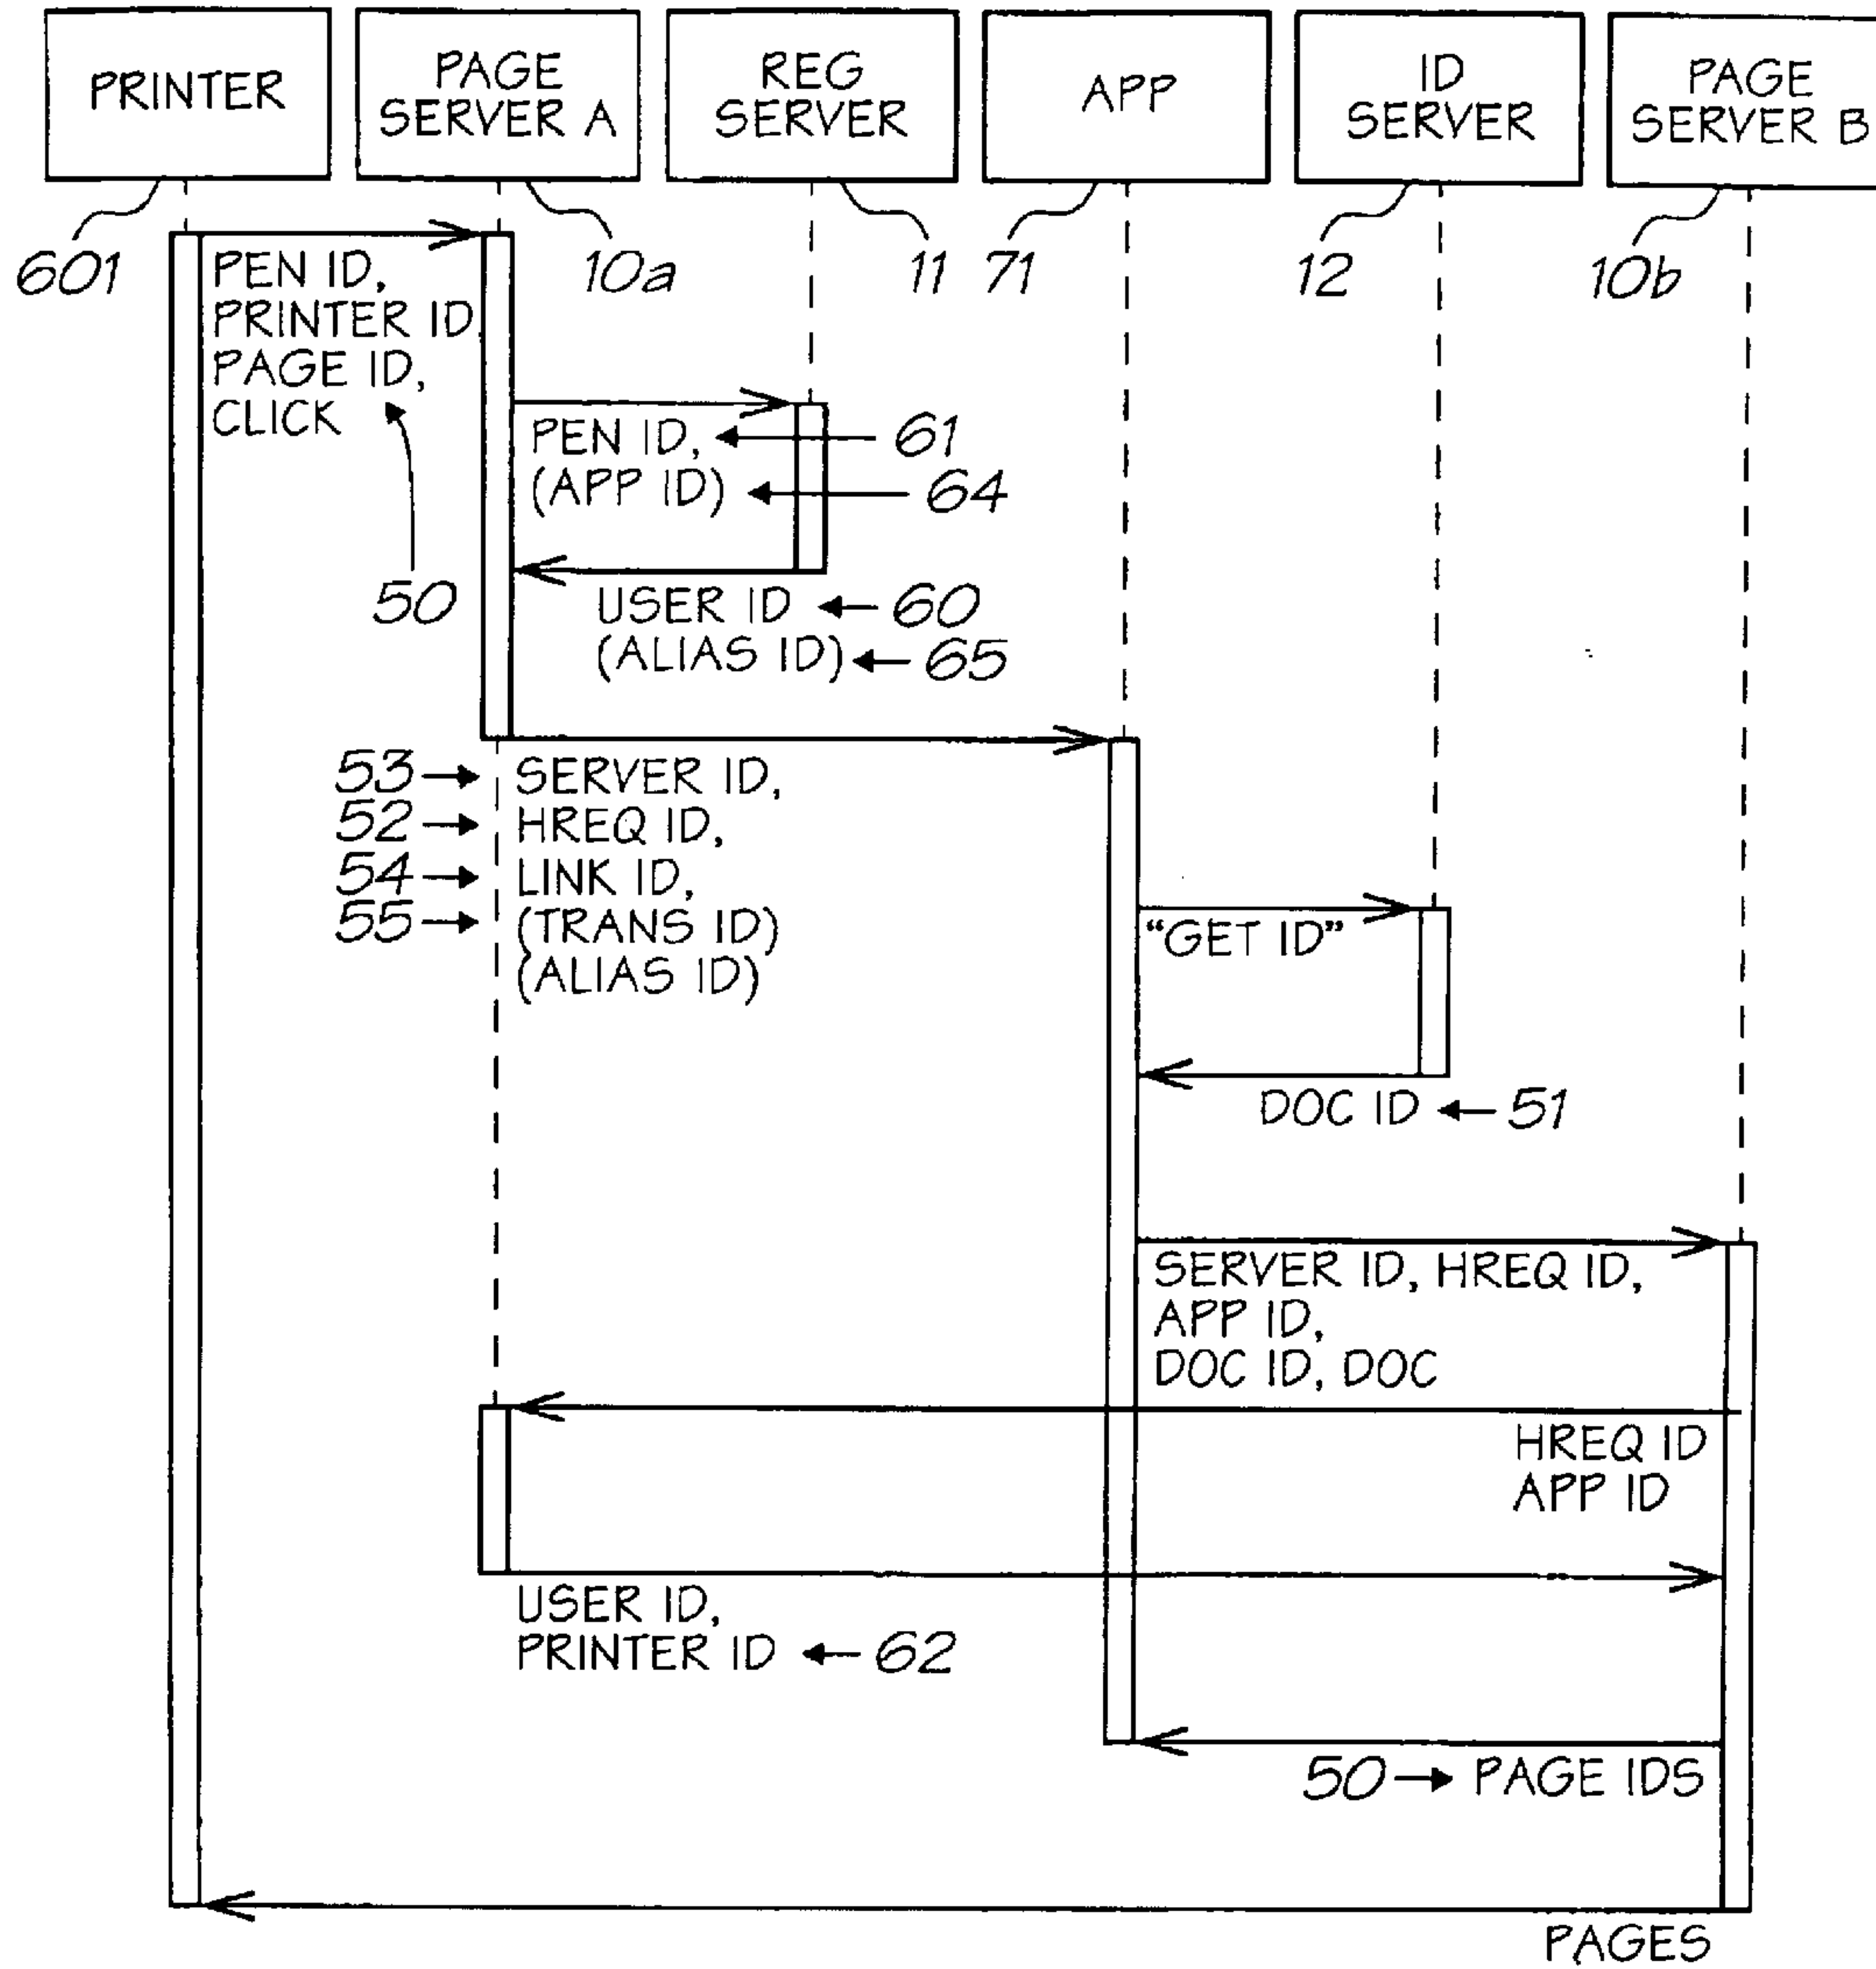 PRINTER
PAGE
SERVER A
REG
SERVER
APP
ID
SERVER
PAGE
SERVER B
601
10a
11
71
12
10b
PEN ID,
PRINTER ID
PAGE ID,
CLICK
50
PEN ID,
61
(APP ID)
64
USER ID
60
(ALIAS ID)
65
53
SERVER ID,
52
HREQ ID,
54
LINK ID,
55
(TRANS ID)
(ALIAS ID)
“GET ID”
DOC ID
51
SERVER ID, HREQ ID,
APP ID,
DOC ID, DOC
HREQ ID
APP ID
USER ID,
PRINTER ID
62
50
PAGE IDS
PAGES